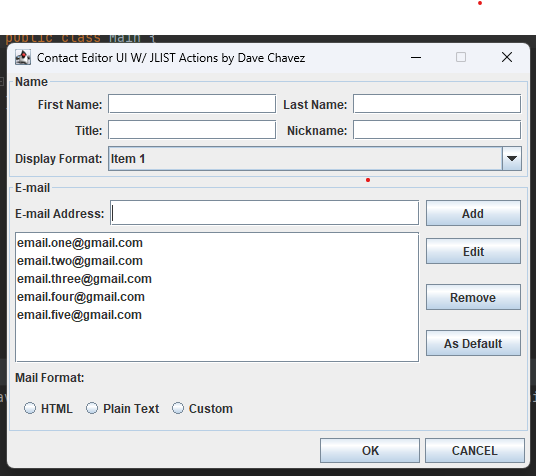 public class Main {
Contact Editor UI W/ JLIST Actions by Dave Chavez
Name
First Name: Last Name:
Title: Nickname:
Display Format: Item 1
E-mail
E-mail Address: Add
email.one@gmail.com
Edit
email.two@gmail.com
email.three@gmail.com
email.four@gmail.com
Remove
email.five@gmail.com
As Default
Mail Format:
HTML Plain Text Custom
OK CANCEL